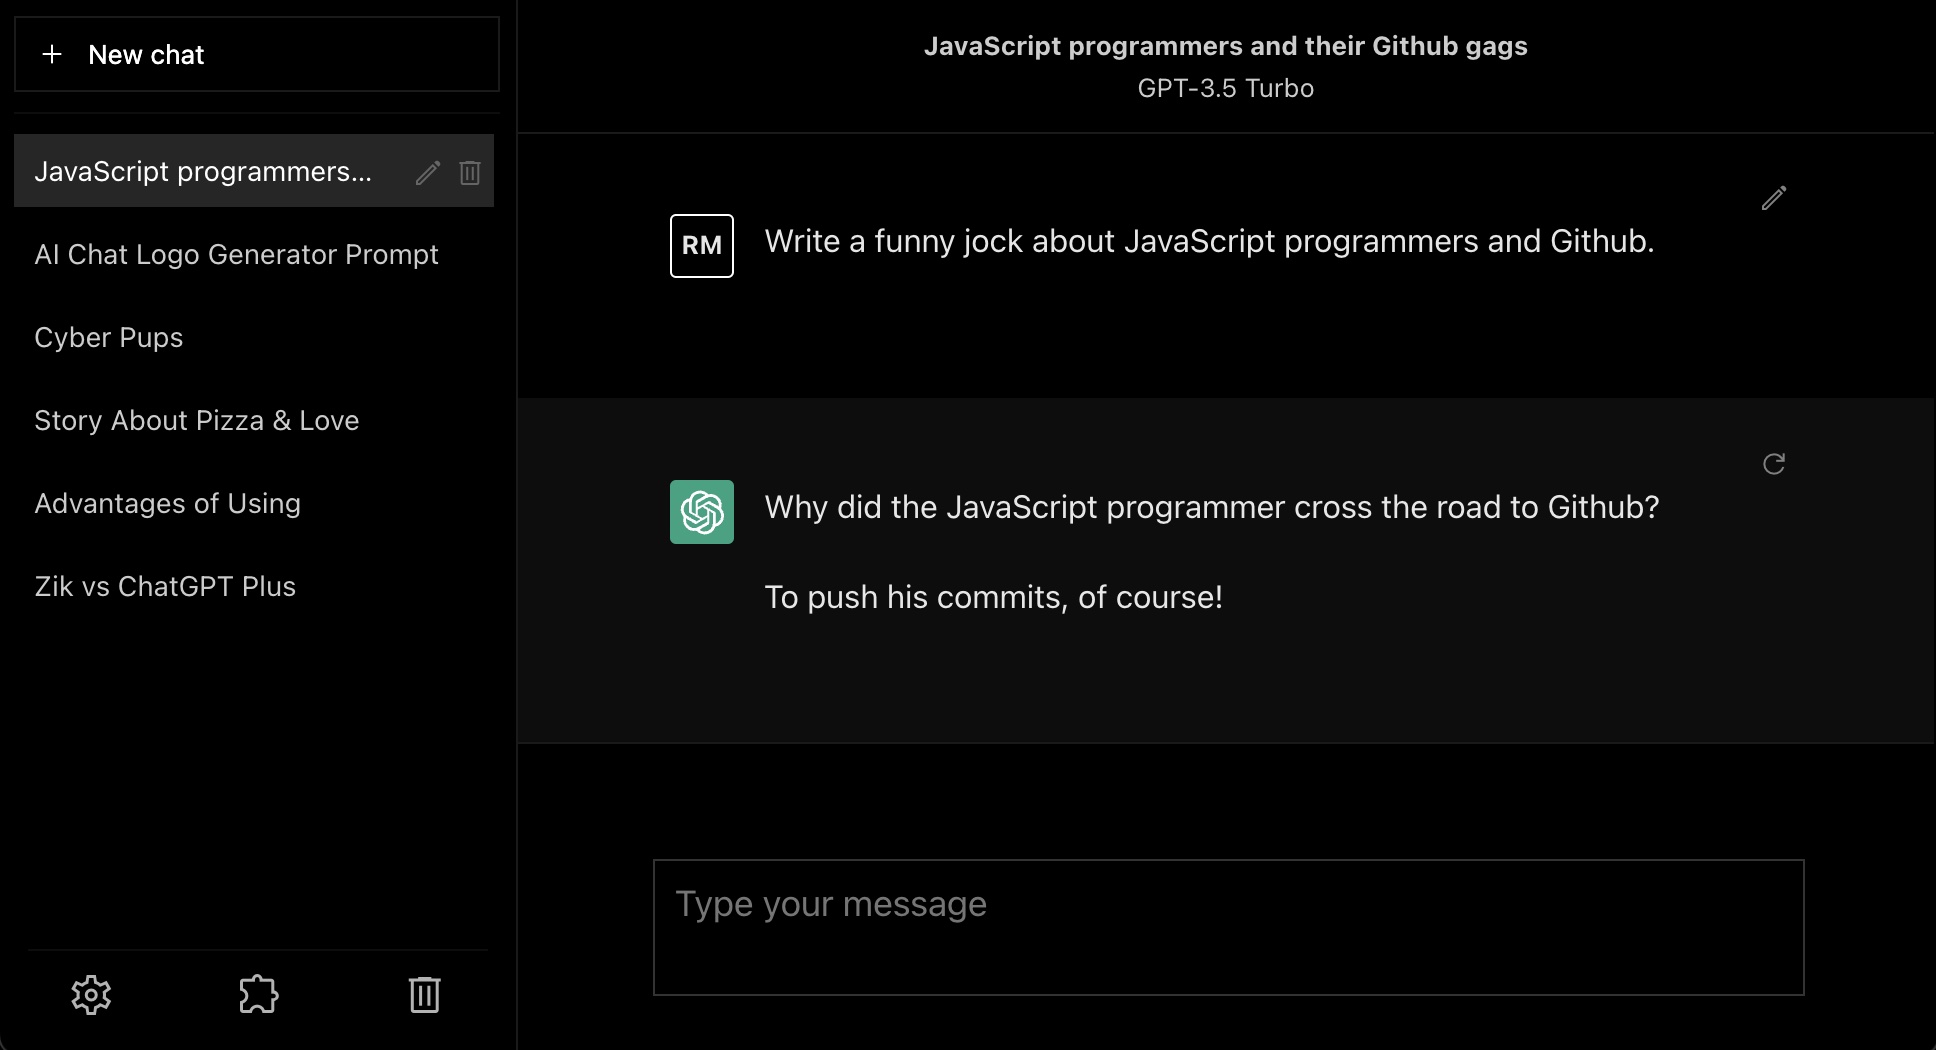 New chat
JavaScript programmers...
AI Chat Logo Generator Prompt
Cyber Pups
Story About Pizza & Love
Advantages of Using
Zik vs ChatGPT Plus
JavaScript programmers and their Github gags
GPT-3.5 Turbo
RM
Write a funny jock about JavaScript programmers and Github.
Why did the JavaScript programmer cross the road to Github?
To push his commits, of course!
Type your message